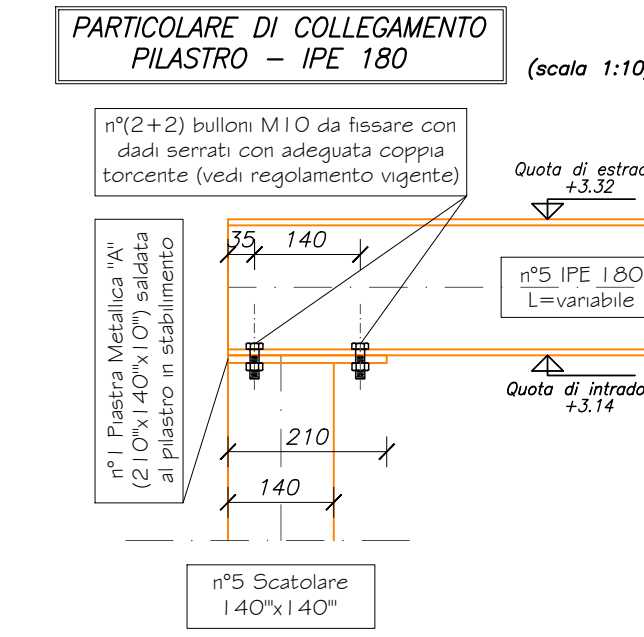 PARTICOLARE DI COLLEGAMENTO
PILASTRO – IPE 180
(scala 1:10)
n°(2+2) bulloni M10 da fissare con
dadi serrati con adeguata coppia
torcente (vedi regolamento vigente)
Quota di estrad
+3.32
35
140
n°1 Piastra Metallica "A"
(210"'x140"'x10"') saldata
al pilastro in stabilimento
n°5 IPE 180
L=variabile
Quota di intrado
+3.14
210
140
n°5 Scatolare
140"'x140"'